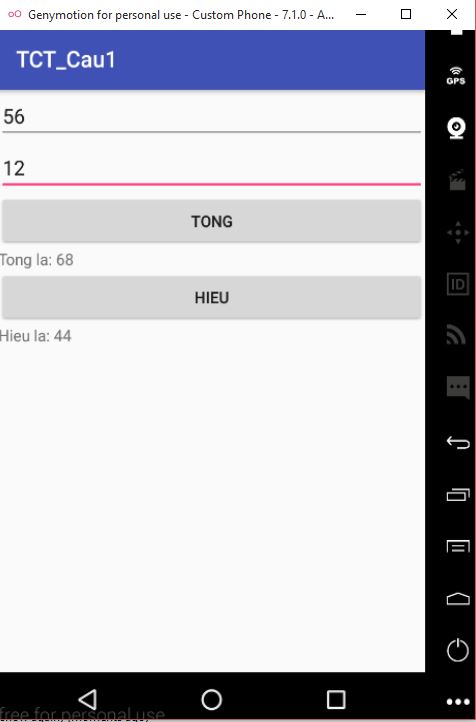 Genymotion for personal use - Custom Phone - 7.1.0 - A...
TCT_Cau1
GPS
56
12
TONG
Tong la: 68
HIEU
ID
Hieu la: 44
free for personal use